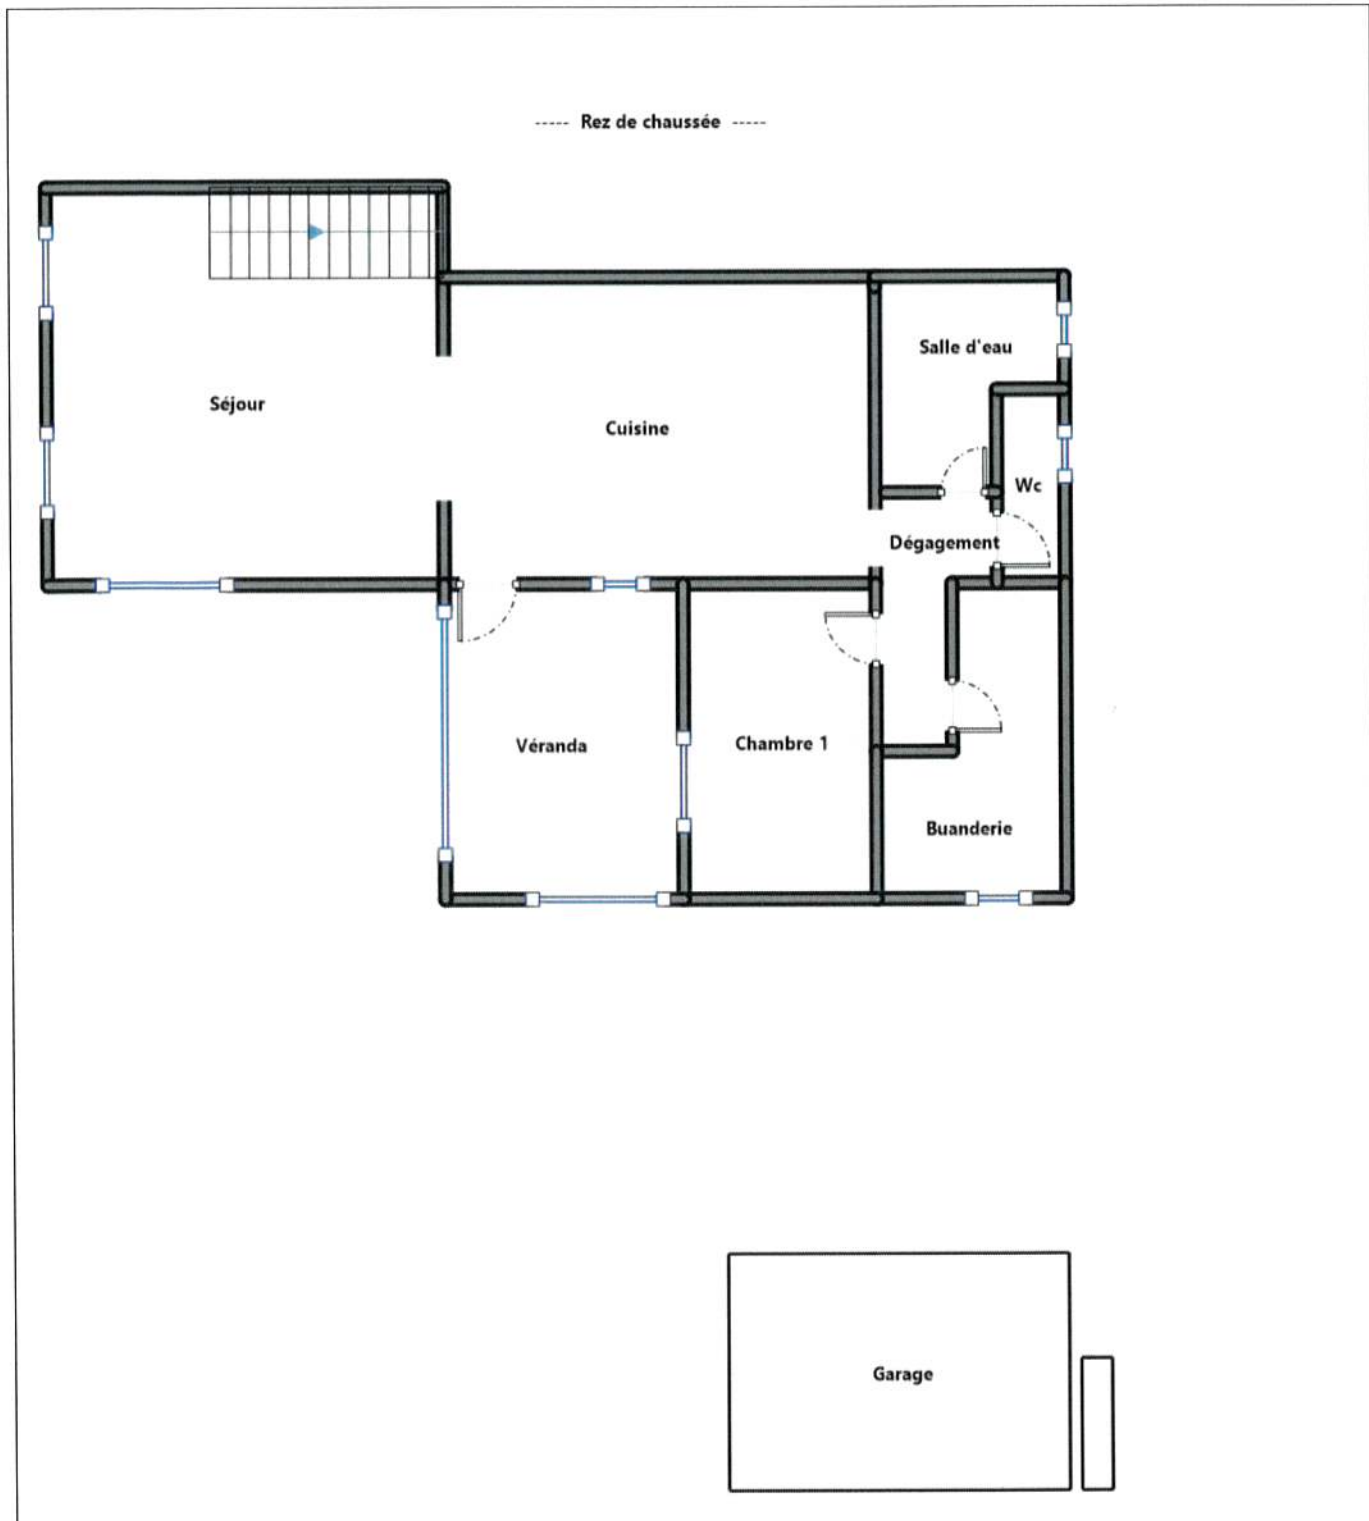 ----- Rez de chaussée -----
Salle d'eau
Séjour
Cuisine
Wc
Dégagement
Véranda
Chambre 1
Buanderie
Garage